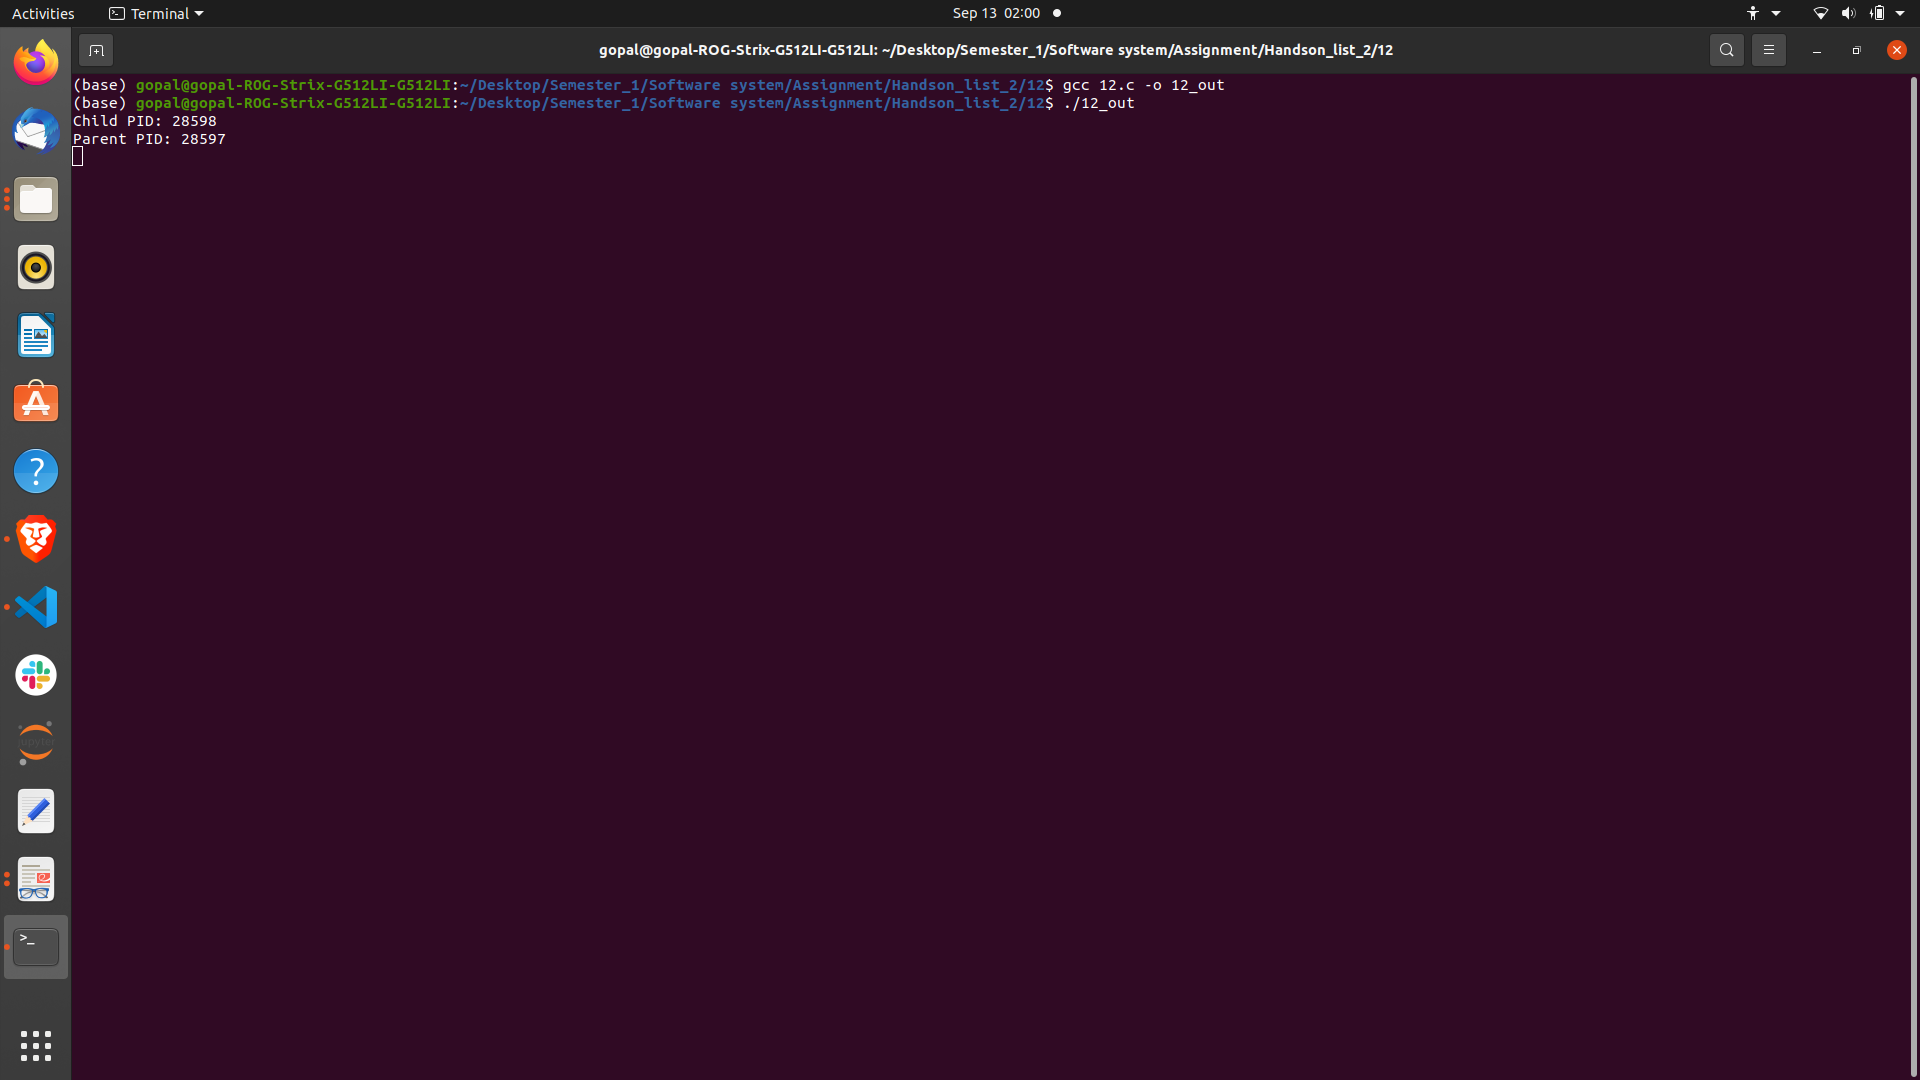 Activities
Terminal
Sep 13 02:00
gopal@gopal-ROG-Strix-G512LI-G512LI: ~/Desktop/Semester_1/Software system/Assignment/Handson_list_2/12
(base) gopal@gopal-ROG-Strix-G512LI-G512LI:~/Desktop/Semester_1/Software system/Assignment/Handson_list_2/12$ gcc 12.c -o 12_out
(base) gopal@gopal-ROG-Strix-G512LI-G512LI:~/Desktop/Semester_1/Software system/Assignment/Handson_list_2/12$ ./12_out
Child PID: 28598
Parent PID: 28597